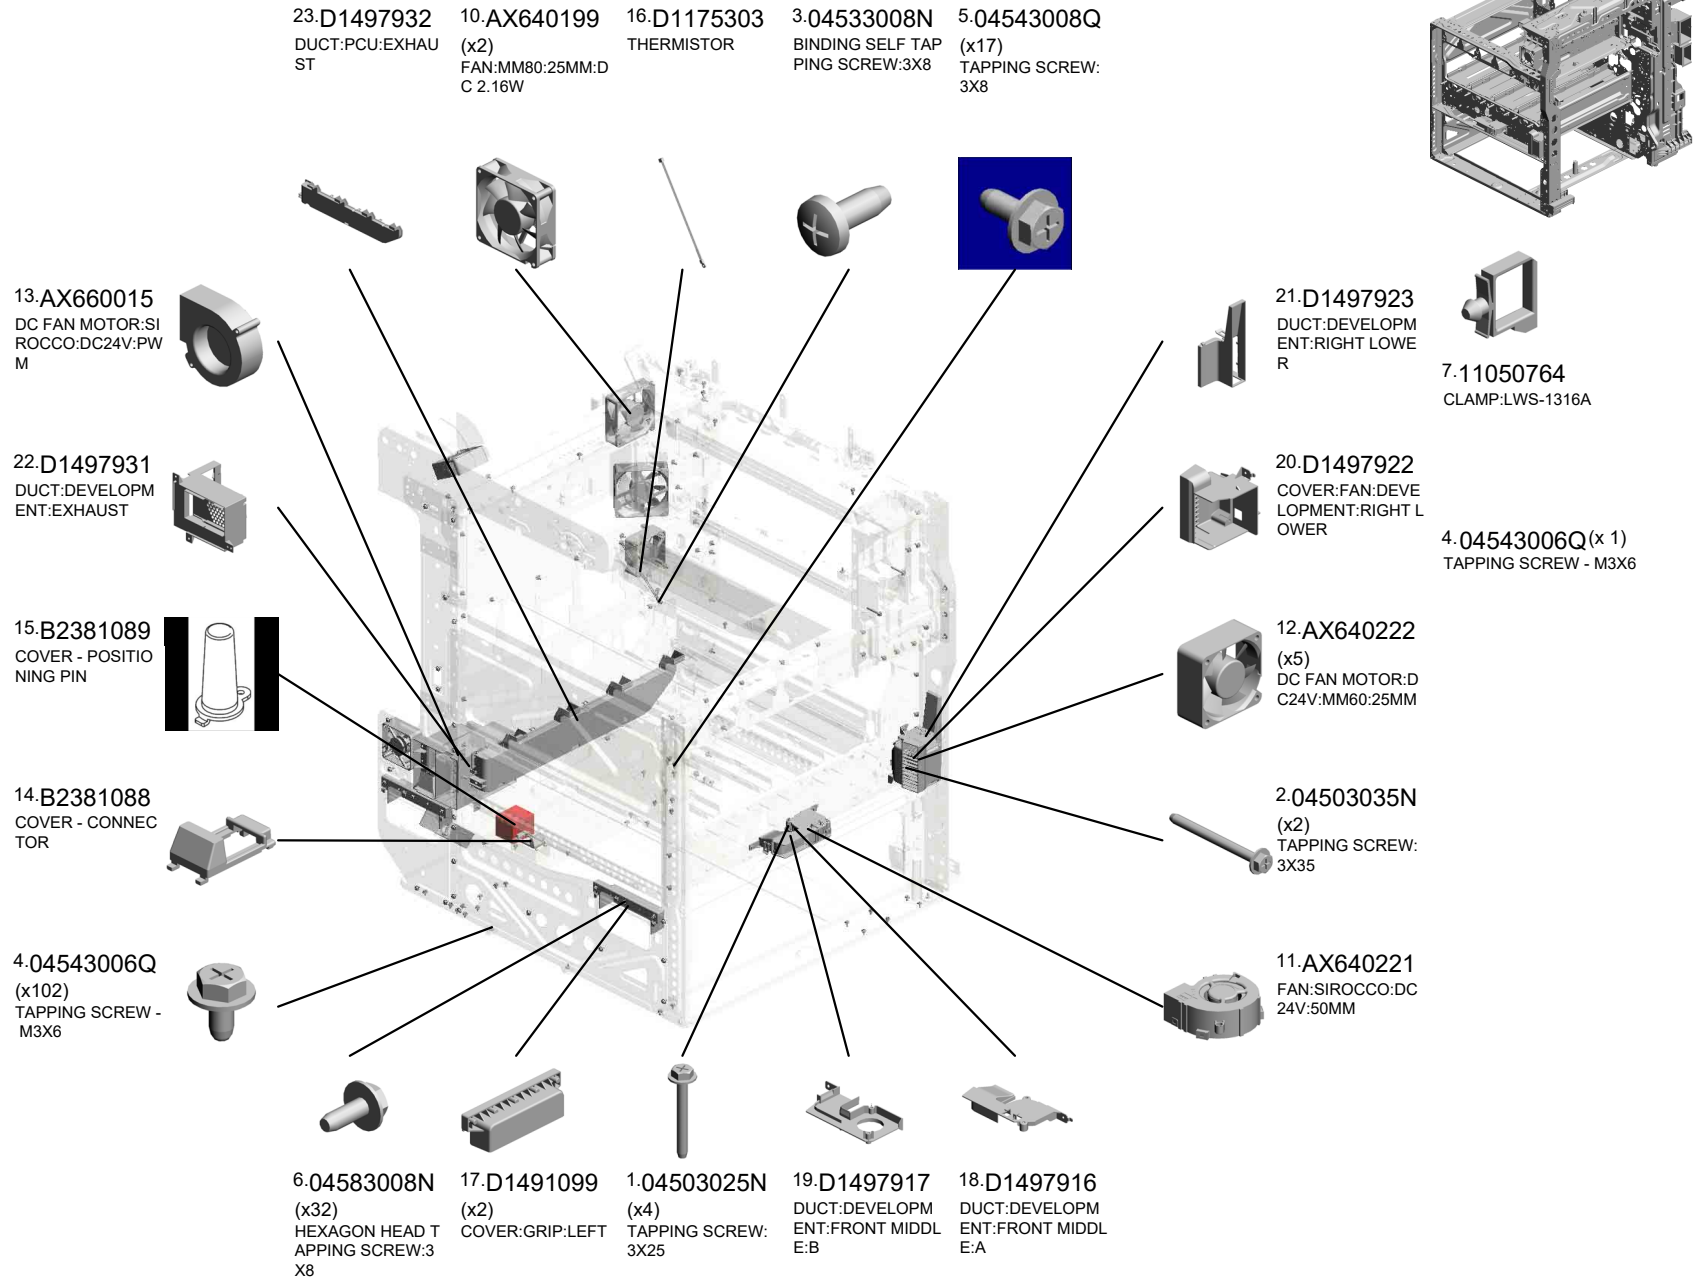 23.D1497932
DUCT:PCU:EXHAU
ST
10.AX640199
(x2)
FAN:MM80:25MM:D
C 2.16W
16.D1175303
THERMISTOR
3.04533008N
BINDING SELF TAP
PING SCREW:3X8
5.04543008Q
(x17)
TAPPING SCREW:
3X8
13.AX660015
DC FAN MOTOR:SI
ROCCO:DC24V:PW
M
21.D1497923
DUCT:DEVELOPM
ENT:RIGHT LOWE
R
7.11050764
CLAMP:LWS-1316A
22.D1497931
DUCT:DEVELOPM
ENT:EXHAUST
20.D1497922
COVER:FAN:DEVE
LOPMENT:RIGHT L
OWER
4.04543006Q(x 1)
TAPPING SCREW - M3X6
15.B2381089
COVER - POSITIO
NING PIN
12.AX640222
(x5)
DC FAN MOTOR:D
C24V:MM60:25MM
14.B2381088
COVER - CONNEC
TOR
2.04503035N
(x2)
TAPPING SCREW:
3X35
4.04543006Q
(x102)
TAPPING SCREW -
M3X6
11.AX640221
FAN:SIROCCO:DC
24V:50MM
6.04583008N
(x32)
HEXAGON HEAD T
APPING SCREW:3
X8
17.D1491099
(x2)
COVER:GRIP:LEFT
1.04503025N
(x4)
TAPPING SCREW:
3X25
19.D1497917
DUCT:DEVELOPM
ENT:FRONT MIDDL
E:B
18.D1497916
DUCT:DEVELOPM
ENT:FRONT MIDDL
E:A